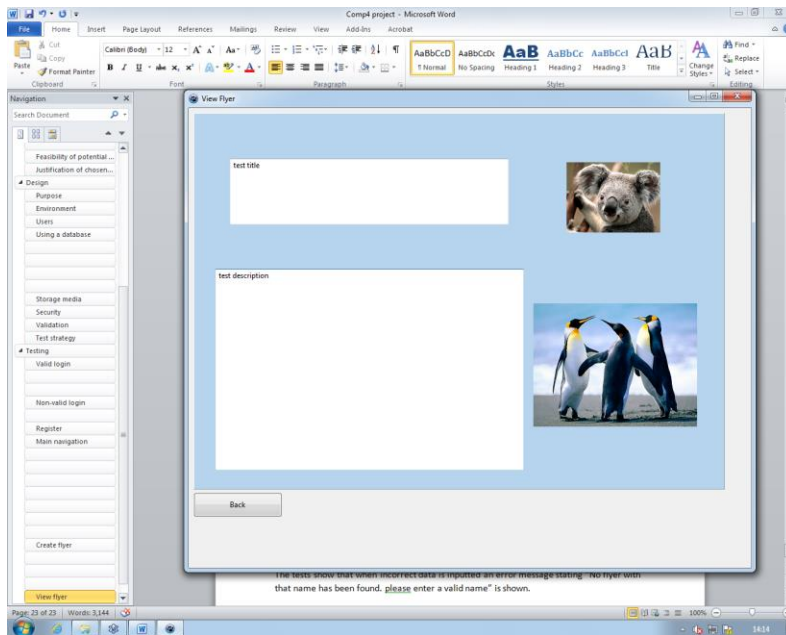 Comp4 project - Microsoft Word
File Home Insert Page Layout References Mailings Review View Add-Ins Acrobat
Cut
Copy
Format Painter
Paste
Calibri (Body) 12
AaBbCcD AaBbCcDc AaB AaBbCc AaBbCcI AaB
¶ Normal No Spacing Heading 1 Heading 2 Heading 3 Title
Change Styles
Find
Replace
Select
Clipboard Font Paragraph Styles Editing
Navigation
Search Document
Feasibility of potential ...
Justification of chosen...
Design
Purpose
Environment
Users
Using a database
Storage media
Security
Validation
Test strategy
Testing
Valid login
Non-valid login
Register
Main navigation
Create flyer
View flyer
View Flyer
test title
test description
Back
The tests show that when incorrect data is inputted an error message stating "No flyer with
that name has been found. please enter a valid name" is shown.
Page: 23 of 23 Words: 3,144
100%
14:14